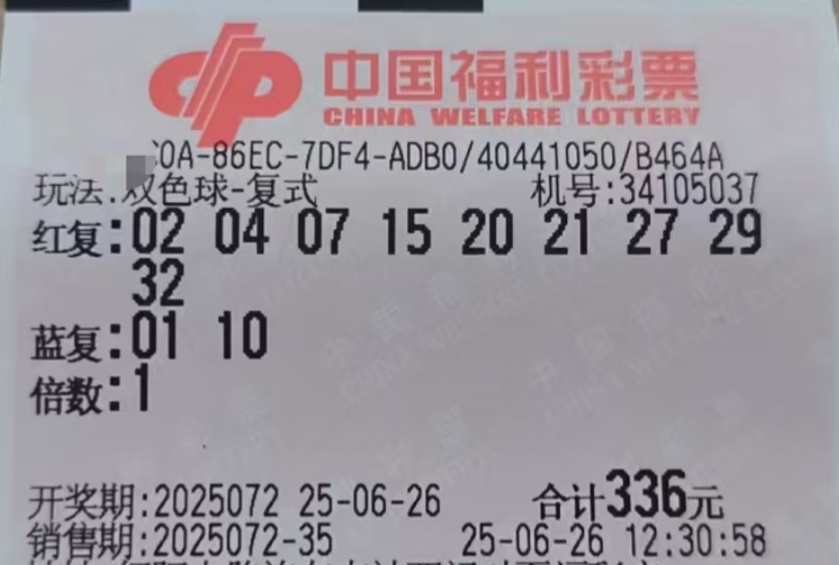 中国福利彩票
CHINA WELFARE LOTTERY
0A-86EC-7DF4-ADB0/40441050/B464A
玩法:双色球-复式 机号:34105037
红复:02 04 07 15 20 21 27 29
32
蓝复:01 10
倍数:1
开奖期:2025072 25-06-26 合计336元
销售期:2025072-35 25-06-26 12:30:58